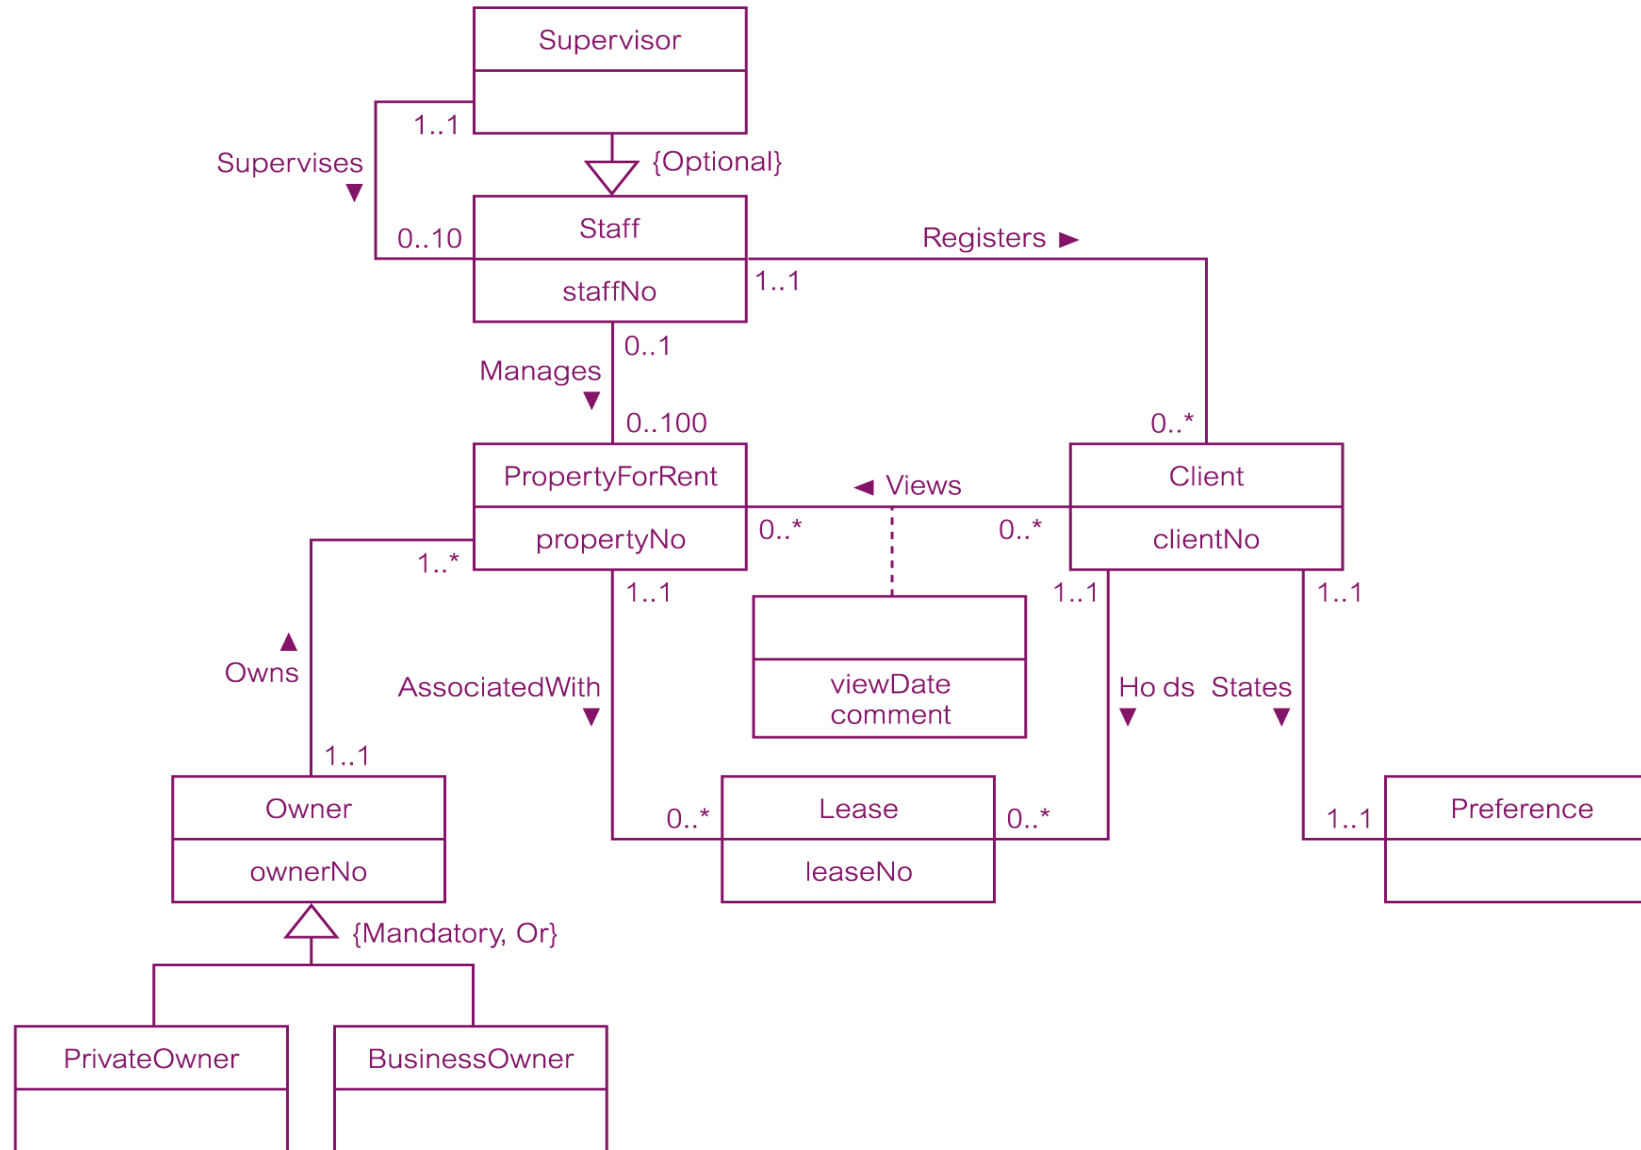 Supervisor
1..1
Supervises
{Optional}
0..10
Staff
Registers
staffNo
1..1
0..1
Manages
0..100
0..*
PropertyForRent
Views
Client
propertyNo
0..*
0..*
clientNo
1..*
1..1
1..1
1..1
Owns
AssociatedWith
viewDate
comment
Ho ds
States
1..1
Owner
0..*
Lease
0..*
1..1
Preference
ownerNo
leaseNo
{Mandatory, Or}
PrivateOwner
BusinessOwner